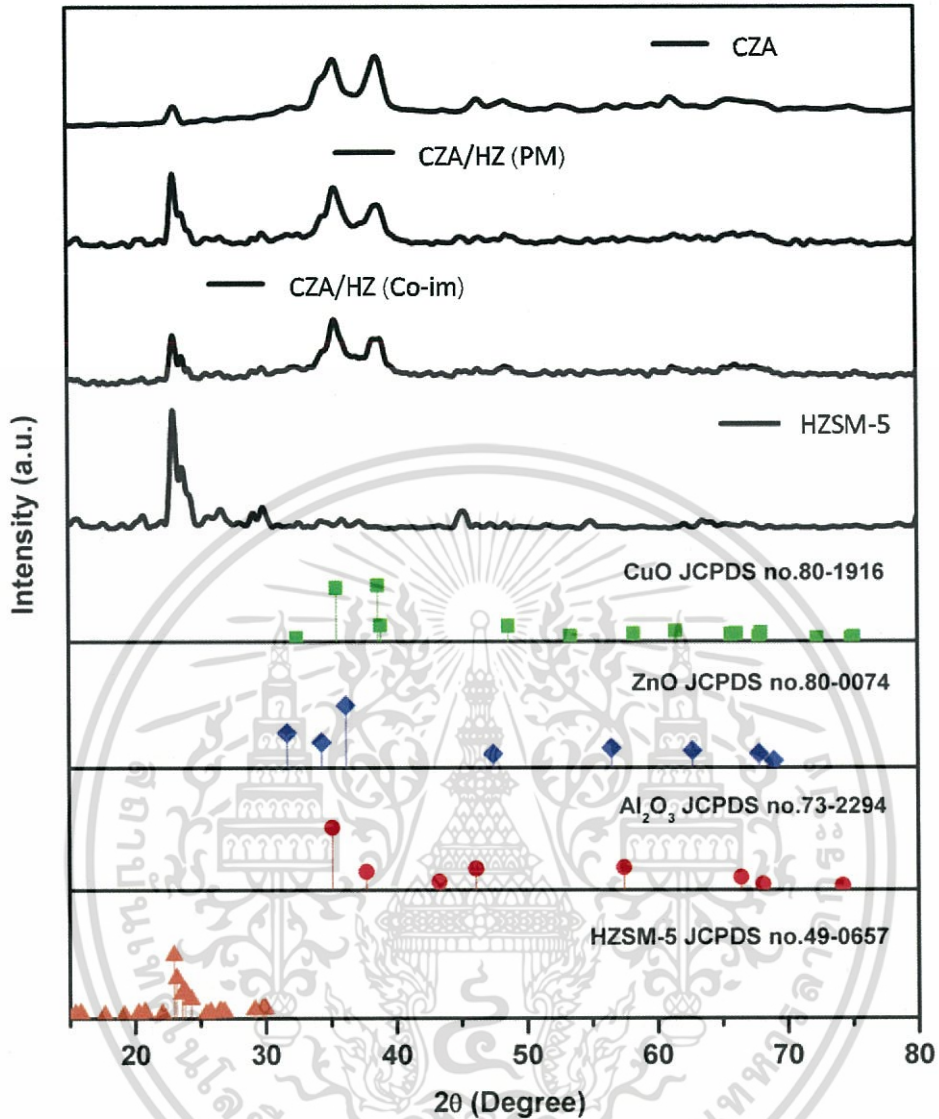 CZA
CZA/HZ (PM)
CZA/HZ (Co-im)
HZSM-5
CuO JCPDS no.80-1916
ZnO JCPDS no.80-0074
Al₂O₃ JCPDS no.73-2294
HZSM-5 JCPDS no.49-0657
Intensity (a.u.)
20 30 40 50 60 70 80
2θ (Degree)